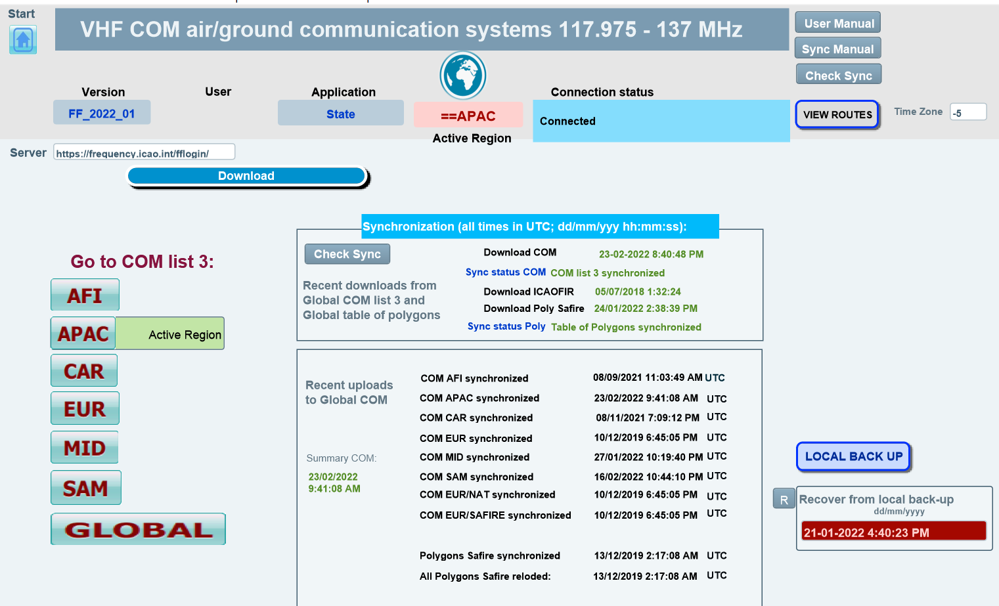 Start
VHF COM air/ground communication systems 117.975 - 137 MHz
User Manual
Sync Manual
Check Sync
Version
User
Application
Connection status
FF_2022_01
State
==APAC
Connected
VIEW ROUTES
Time Zone
-5
Active Region
Server
https://frequency.icao.int/fflogin/
Download
Synchronization (all times in UTC; dd/mm/yyy hh:mm:ss):
Check Sync
Download COM 23-02-2022 8:40:48 PM
Sync status COM COM list 3 synchronized
Recent downloads from
Global COM list 3 and
Global table of polygons
Download ICAOFIR 05/07/2018 1:32:24
Download Poly Safire 24/01/2022 2:38:39 PM
Sync status Poly Table of Polygons synchronized
Go to COM list 3:
AFI
APAC
Active Region
CAR
EUR
MID
SAM
GLOBAL
Recent uploads
to Global COM
Summary COM:
23/02/2022
9:41:08 AM
COM AFI synchronized 08/09/2021 11:03:49 AM UTC
COM APAC synchronized 23/02/2022 9:41:08 AM UTC
COM CAR synchronized 08/11/2021 7:09:12 PM UTC
COM EUR synchronized 10/12/2019 6:45:05 PM UTC
COM MID synchronized 27/01/2022 10:19:40 PM UTC
COM SAM synchronized 16/02/2022 10:44:10 PM UTC
COM EUR/NAT synchronized 10/12/2019 6:45:05 PM UTC
COM EUR/SAFIRE synchronized 10/12/2019 6:45:05 PM UTC
Polygons Safire synchronized 13/12/2019 2:17:08 AM UTC
All Polygons Safire reloded: 13/12/2019 2:17:08 AM UTC
LOCAL BACK UP
R
Recover from local back-up
dd/mm/yyyy
21-01-2022 4:40:23 PM